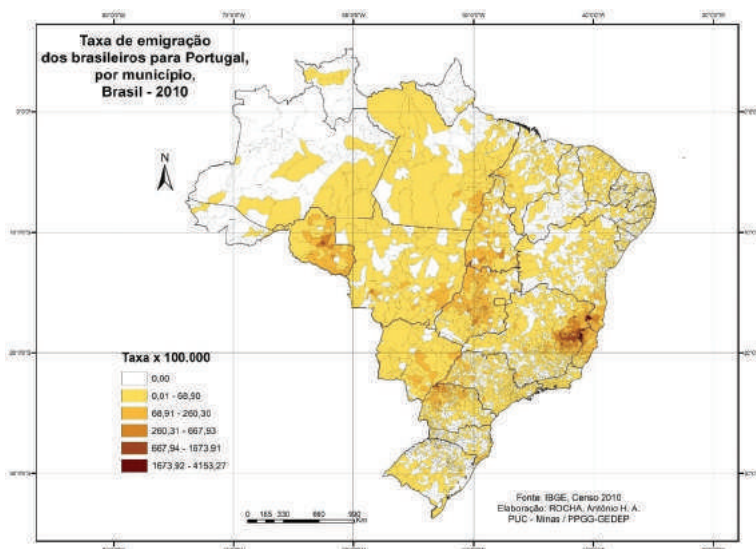 Taxa de emigração
dos brasileiros para Portugal,
por município,
Brasil - 2010
N
Taxa x 100.000
0,00
0,01 - 68,90
68,91 - 260,30
260,31 - 667,93
667,94 - 1673,91
1673,92 - 4153,27
0 165 330 660 990
Km
Fonte: IBGE, Censo 2010
Elaboração: ROCHA, Antônio H. A.
PUC - Minas / PPGG-GEDEP